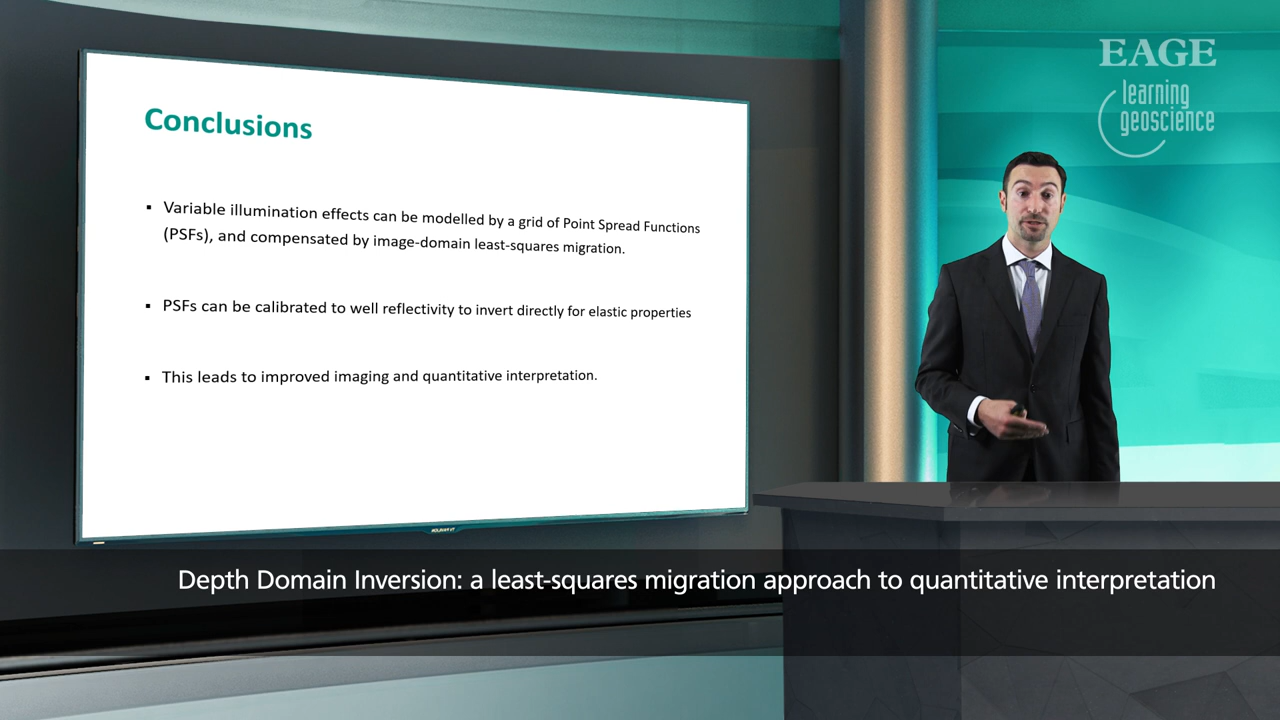 EAGE
learning
geoscience
Conclusions
▪ Variable illumination effects can be modelled by a grid of Point Spread Functions
(PSFs), and compensated by image-domain least-squares migration.
▪ PSFs can be calibrated to well reflectivity to invert directly for elastic properties
▪ This leads to improved imaging and quantitative interpretation.
Depth Domain Inversion: a least-squares migration approach to quantitative interpretation